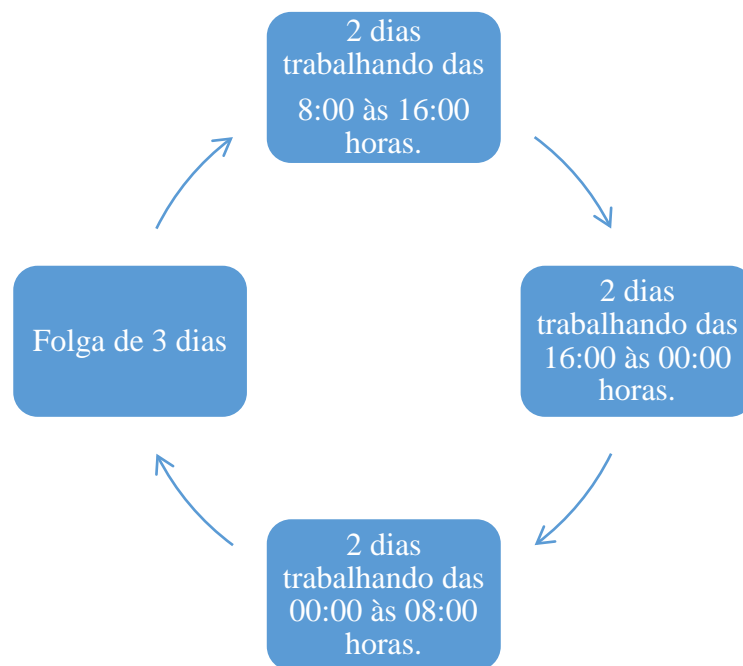 2 dias
trabalhando das
8:00 às 16:00
horas.
2 dias
trabalhando das
16:00 às 00:00
horas.
2 dias
trabalhando das
00:00 às 08:00
horas.
Folga de 3 dias